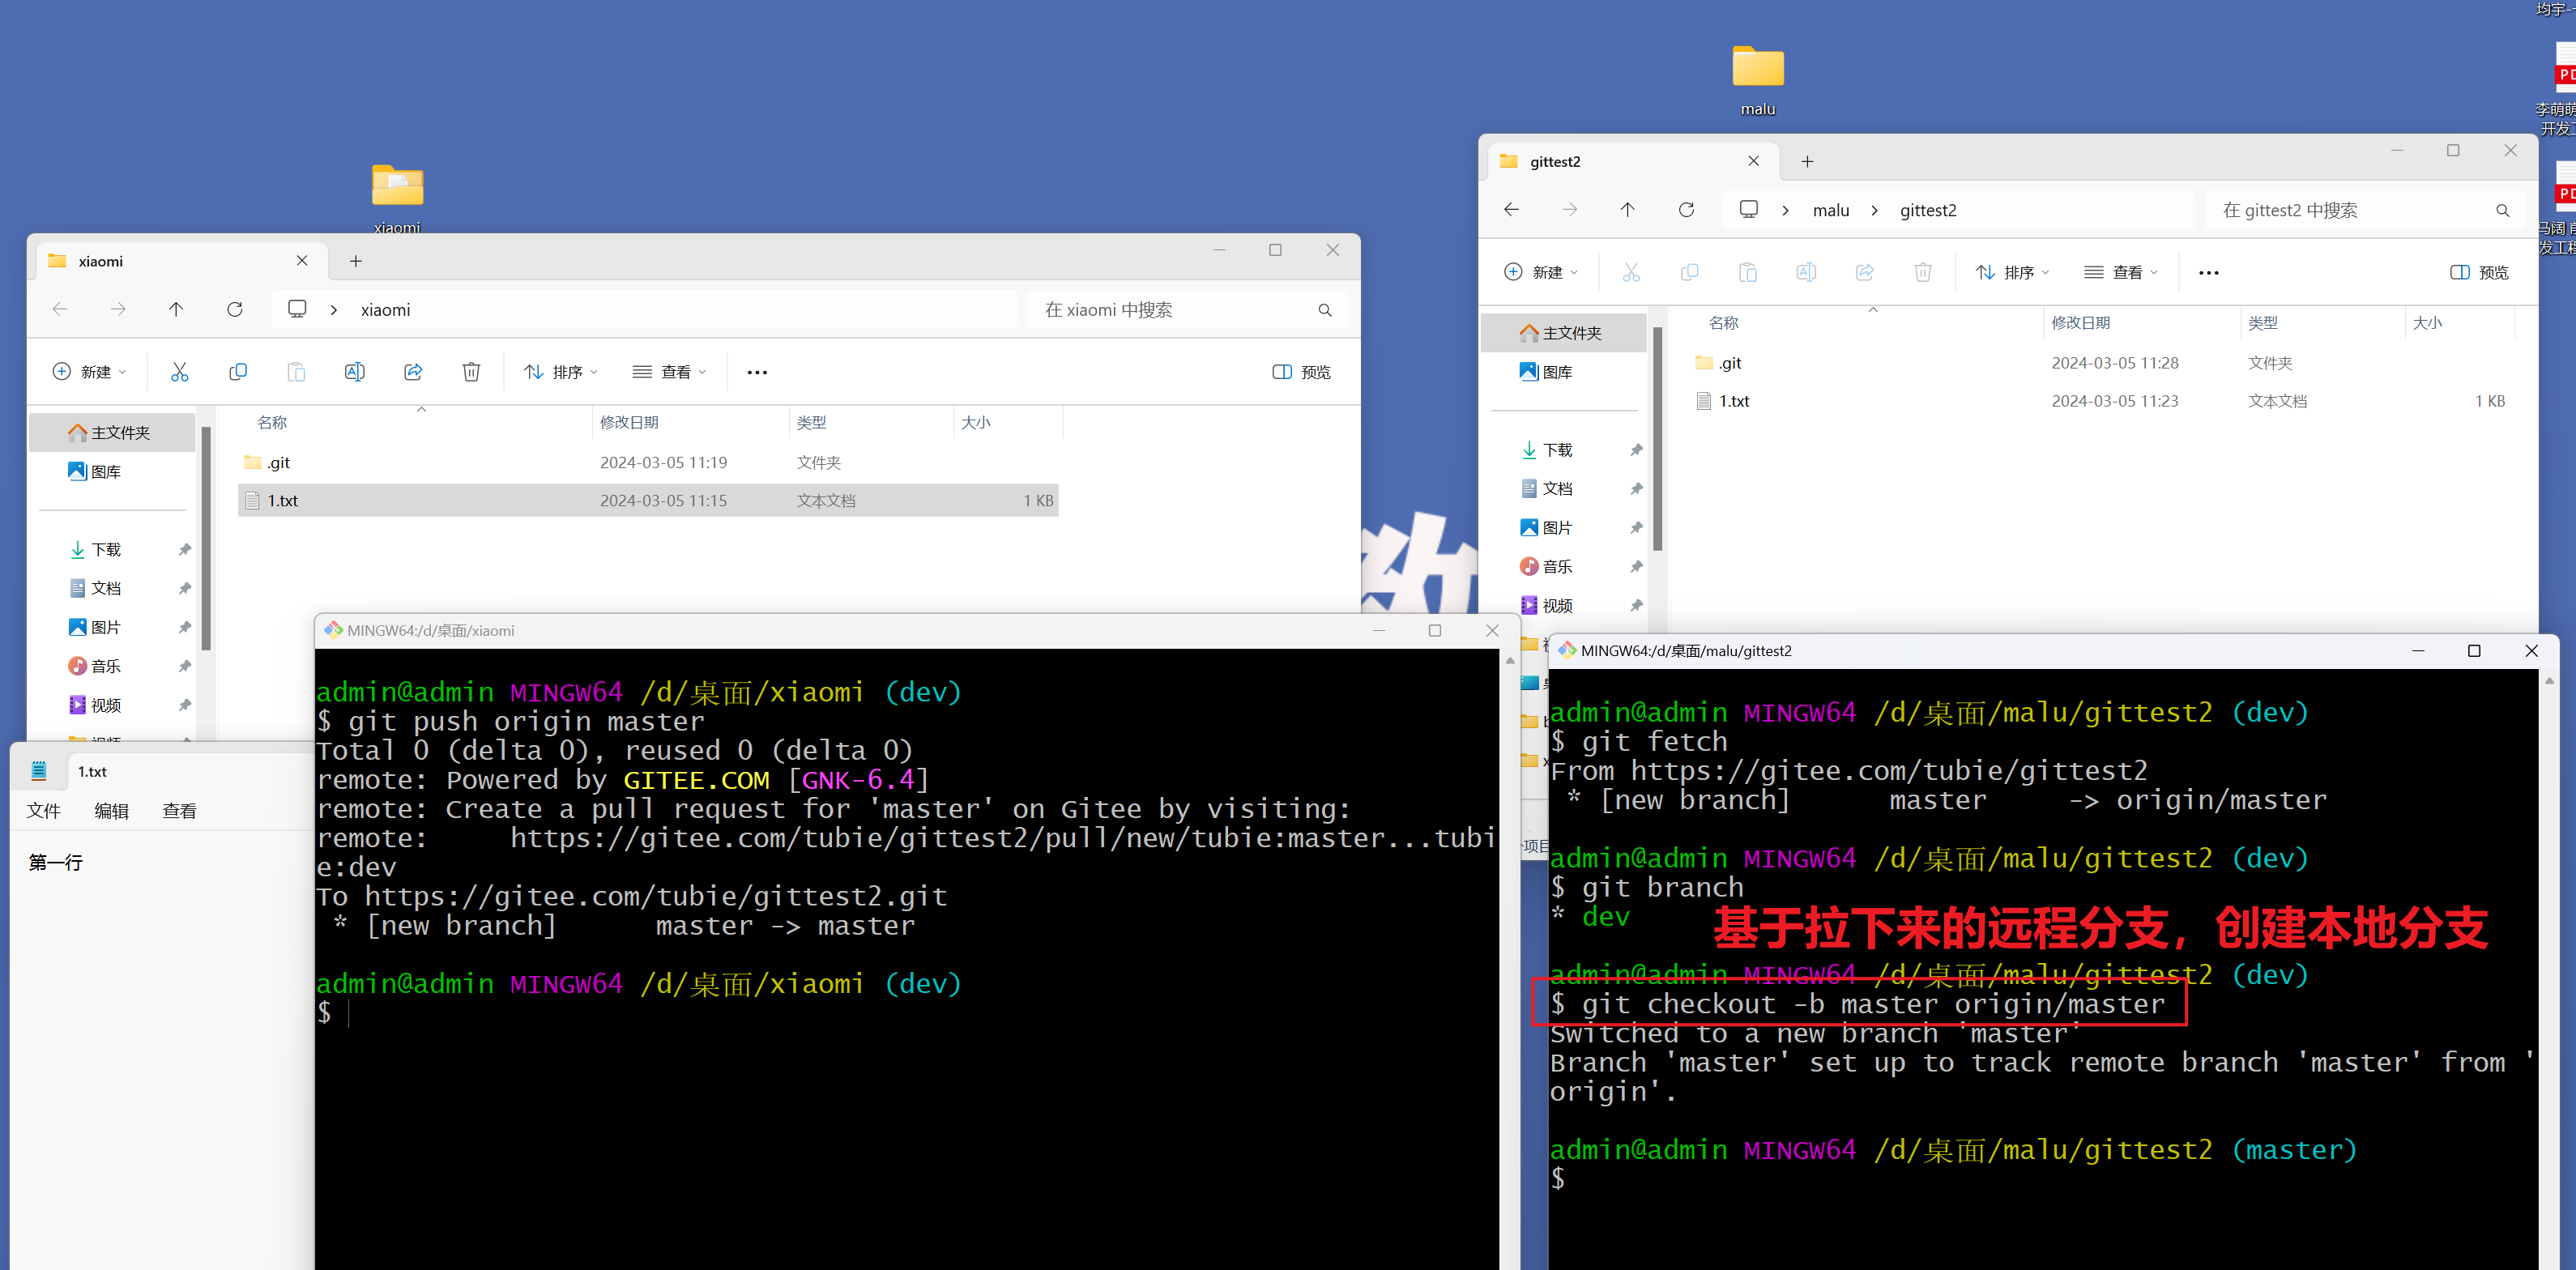 均宇-
malu
李萌萌
开发工
马阔 前
发工程
xiaomi
gittest2
malu > gittest2
在 gittest2 中搜索
新建
排序
查看
预览
名称
修改日期
类型
大小
主文件夹
图库
下载
文档
图片
音乐
视频
.git
2024-03-05 11:28
文件夹
1.txt
2024-03-05 11:23
文本文档
1 KB
xiaomi
xiaomi
在 xiaomi 中搜索
新建
排序
查看
预览
名称
修改日期
类型
大小
主文件夹
图库
下载
文档
图片
音乐
视频
.git
2024-03-05 11:19
文件夹
1.txt
2024-03-05 11:15
文本文档
1 KB
1.txt
文件
编辑
查看
第一行
MINGW64:/d/桌面/xiaomi
admin@admin MINGW64 /d/桌面/xiaomi (dev)
$ git push origin master
Total 0 (delta 0), reused 0 (delta 0)
remote: Powered by GITEE.COM [GNK-6.4]
remote: Create a pull request for 'master' on Gitee by visiting:
remote:     https://gitee.com/tubie/gittest2/pull/new/tubie:master...tubi
e:dev
To https://gitee.com/tubie/gittest2.git
 * [new branch]      master -> master
admin@admin MINGW64 /d/桌面/xiaomi (dev)
$
MINGW64:/d/桌面/malu/gittest2
admin@admin MINGW64 /d/桌面/malu/gittest2 (dev)
$ git fetch
From https://gitee.com/tubie/gittest2
 * [new branch]      master     -> origin/master
admin@admin MINGW64 /d/桌面/malu/gittest2 (dev)
$ git branch
* dev
基于拉下来的远程分支，创建本地分支
admin@admin MINGW64 /d/桌面/malu/gittest2 (dev)
$ git checkout -b master origin/master
Switched to a new branch 'master'
Branch 'master' set up to track remote branch 'master' from '
origin'.
admin@admin MINGW64 /d/桌面/malu/gittest2 (master)
$